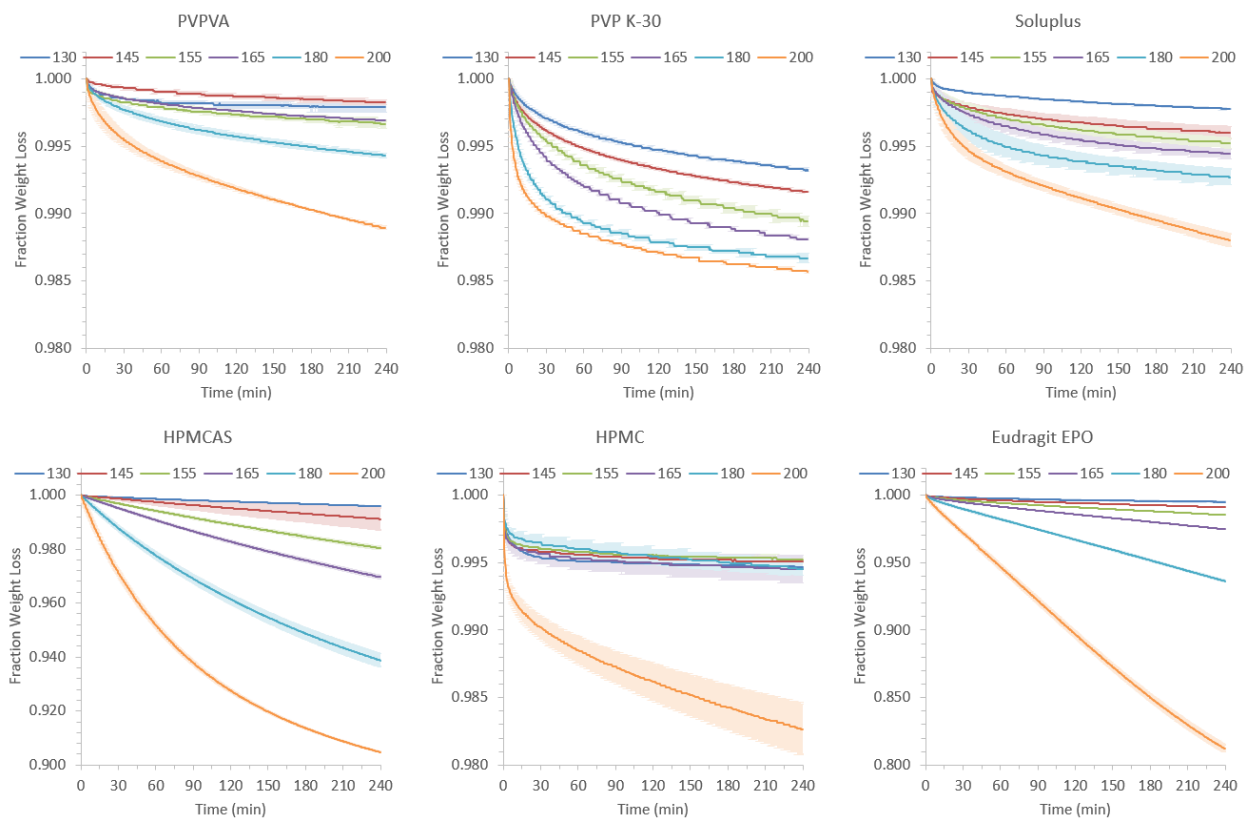 PVPVA
130 145 155 165 180 200
1.000
0.995
0.990
0.985
0.980
Fraction Weight Loss
0 30 60 90 120 150 180 210 240
Time (min)
PVP K-30
130 145 155 165 180 200
1.000
0.995
0.990
0.985
0.980
Fraction Weight Loss
0 30 60 90 120 150 180 210 240
Time (min)
Soluplus
130 145 155 165 180 200
1.000
0.995
0.990
0.985
0.980
Fraction Weight Loss
0 30 60 90 120 150 180 210 240
Time (min)
HPMCAS
130 145 155 165 180 200
1.000
0.980
0.960
0.940
0.920
0.900
Fraction Weight Loss
0 30 60 90 120 150 180 210 240
Time (min)
HPMC
130 145 155 165 180 200
1.000
0.995
0.990
0.985
0.980
Fraction Weight Loss
0 30 60 90 120 150 180 210 240
Time (min)
Eudragit EPO
130 145 155 165 180 200
1.000
0.950
0.900
0.850
0.800
Fraction Weight Loss
0 30 60 90 120 150 180 210 240
Time (min)